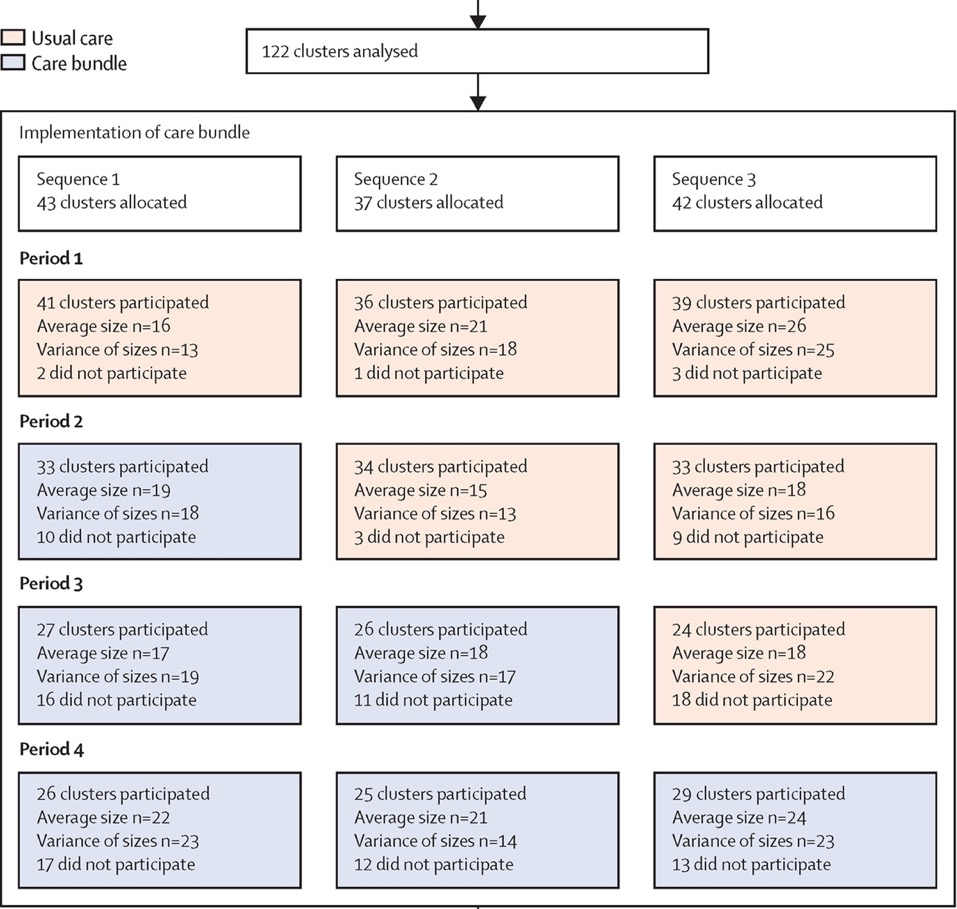 Usual care
Care bundle
122 clusters analysed
Implementation of care bundle
Sequence 1
43 clusters allocated
Sequence 2
37 clusters allocated
Sequence 3
42 clusters allocated
Period 1
41 clusters participated
Average size n=16
Variance of sizes n=13
2 did not participate
36 clusters participated
Average size n=21
Variance of sizes n=18
1 did not participate
39 clusters participated
Average size n=26
Variance of sizes n=25
3 did not participate
Period 2
33 clusters participated
Average size n=19
Variance of sizes n=18
10 did not participate
34 clusters participated
Average size n=15
Variance of sizes n=13
3 did not participate
33 clusters participated
Average size n=18
Variance of sizes n=16
9 did not participate
Period 3
27 clusters participated
Average size n=17
Variance of sizes n=19
16 did not participate
26 clusters participated
Average size n=18
Variance of sizes n=17
11 did not participate
24 clusters participated
Average size n=18
Variance of sizes n=22
18 did not participate
Period 4
26 clusters participated
Average size n=22
Variance of sizes n=23
17 did not participate
25 clusters participated
Average size n=21
Variance of sizes n=14
12 did not participate
29 clusters participated
Average size n=24
Variance of sizes n=23
13 did not participate